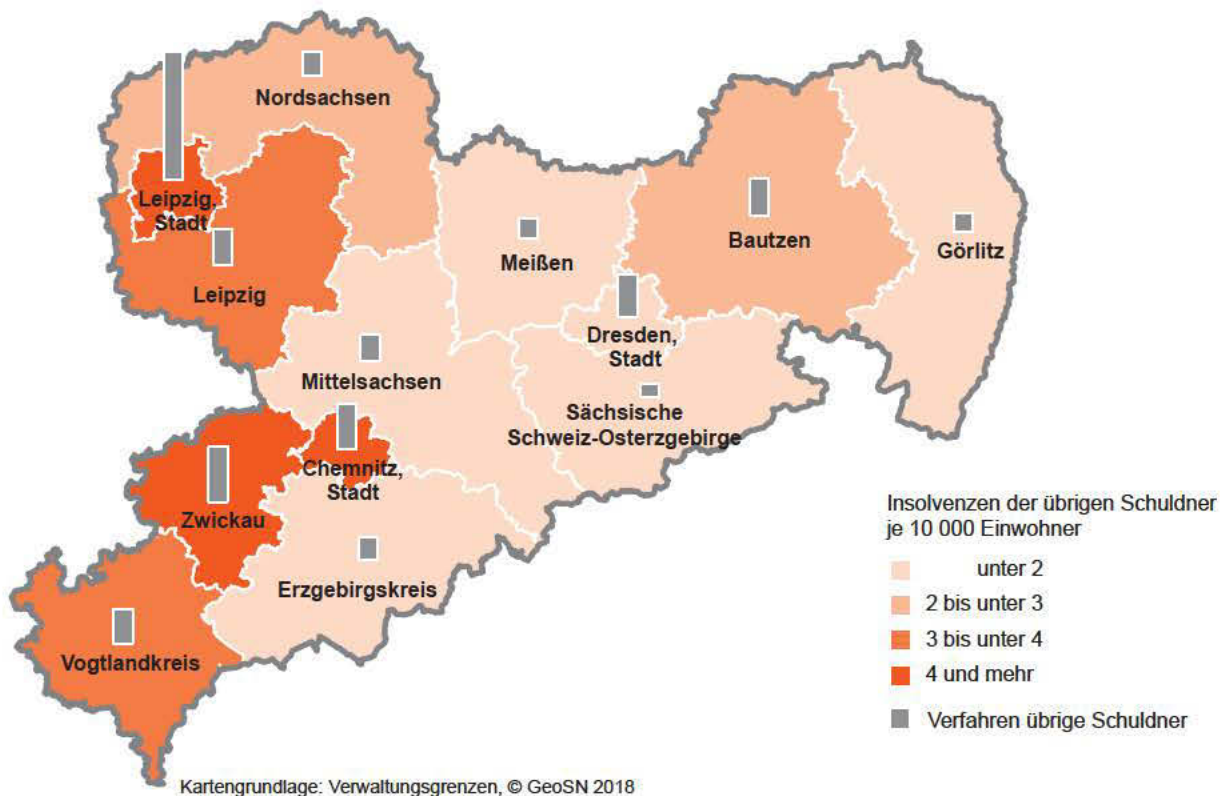 Nordsachsen
Leipzig,
Stadt
Leipzig
Meißen
Bautzen
Görlitz
Dresden,
Stadt
Mittelsachsen
Sächsische
Schweiz-Osterzgebirge
Chemnitz,
Stadt
Zwickau
Erzgebirgskreis
Vogtlandkreis
Insolvenzen der übrigen Schuldner
je 10 000 Einwohner
unter 2
2 bis unter 3
3 bis unter 4
4 und mehr
Verfahren übrige Schuldner
Kartengrundlage: Verwaltungsgrenzen, © GeoSN 2018